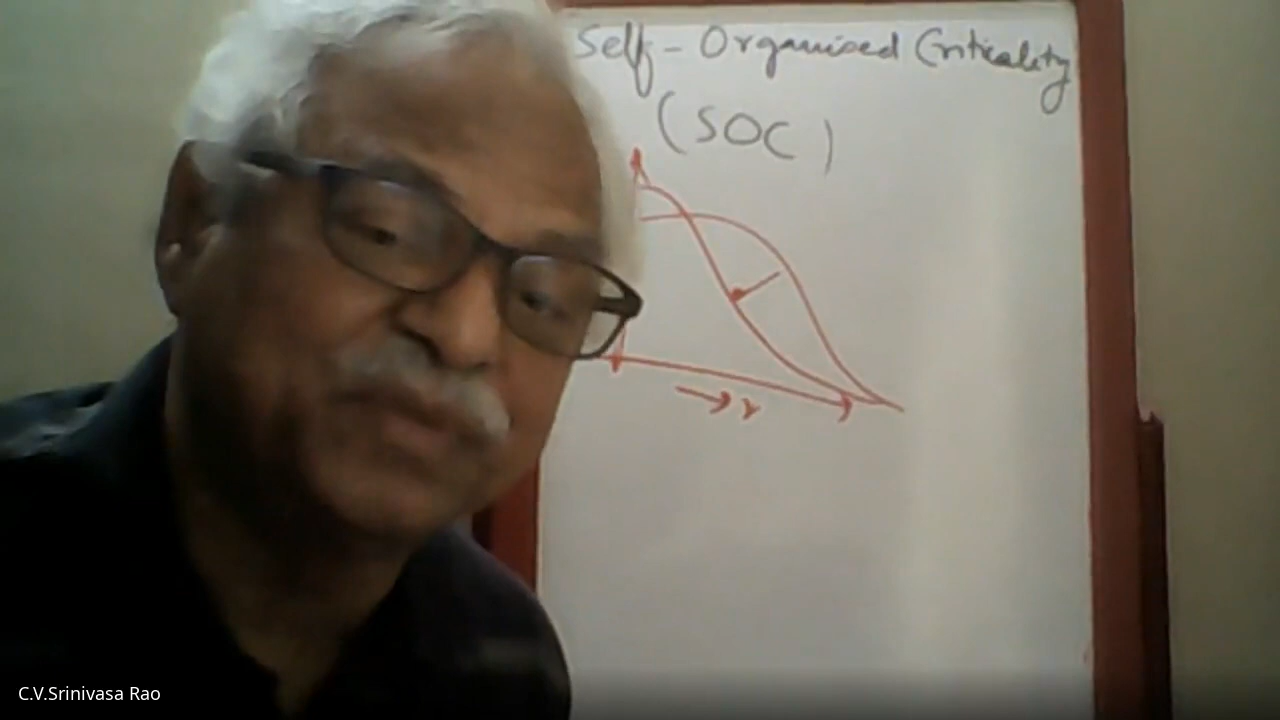 Self-Organised Criticality
(SOC)
→ r
C.V.Srinivasa Rao